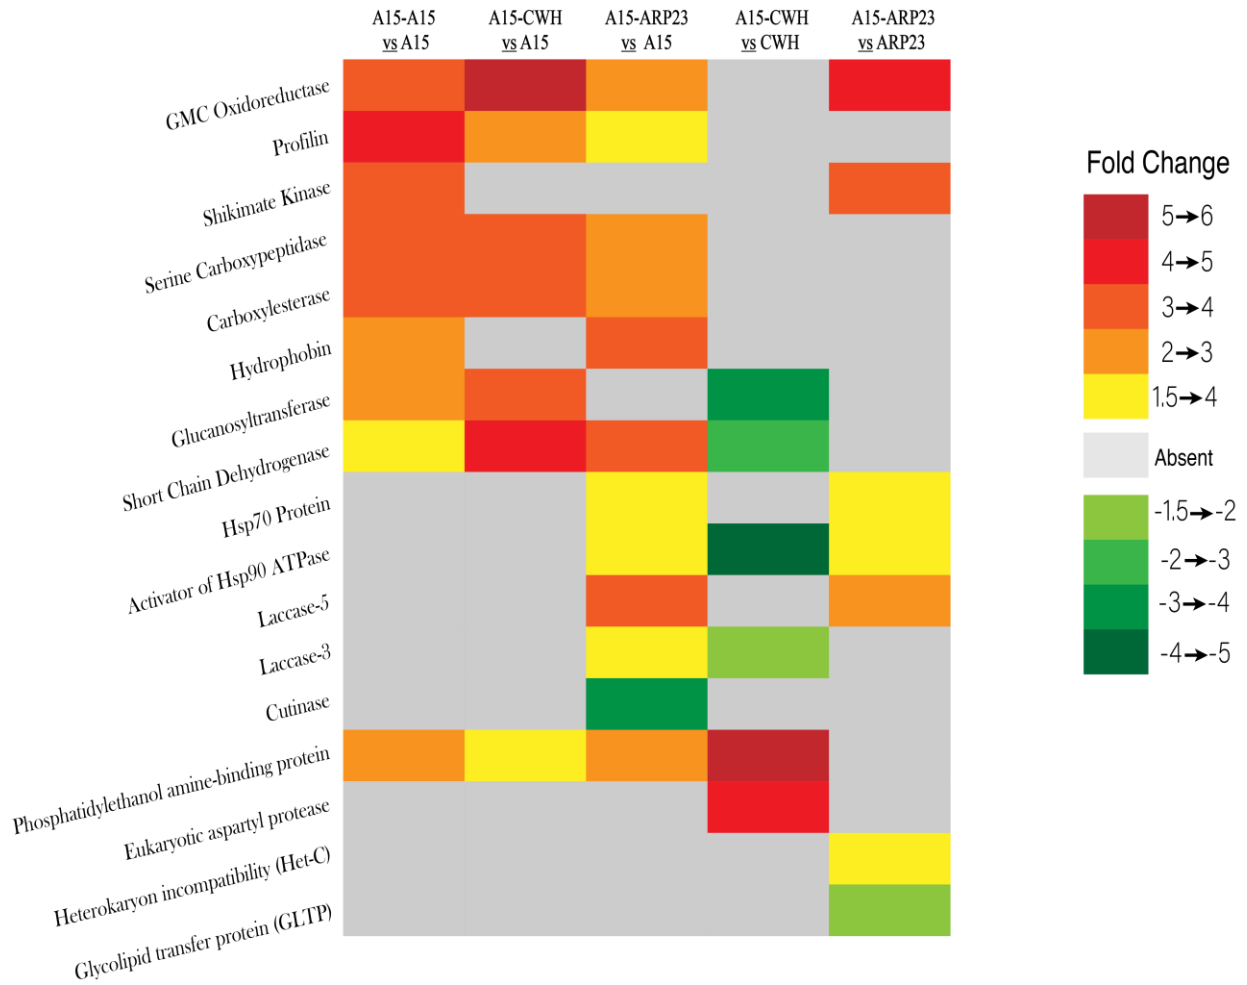 A15-A15
vs A15
A15-CWH
vs A15
A15-ARP23
vs A15
A15-CWH
vs CWH
A15-ARP23
vs ARP23
GMC Oxidoreductase
Profilin
Shikimate Kinase
Serine Carboxypeptidase
Carboxylesterase
Hydrophobin
Glucanosyltransferase
Short Chain Dehydrogenase
Hsp70 Protein
Activator of Hsp90 ATPase
Laccase-5
Laccase-3
Cutinase
Phosphatidylethanol amine-binding protein
Eukaryotic aspartyl protease
Heterokaryon incompatibility (Het-C)
Glycolipid transfer protein (GLTP)
Fold Change
5→6
4→5
3→4
2→3
1.5→4
Absent
-1.5→-2
-2→-3
-3→-4
-4→-5